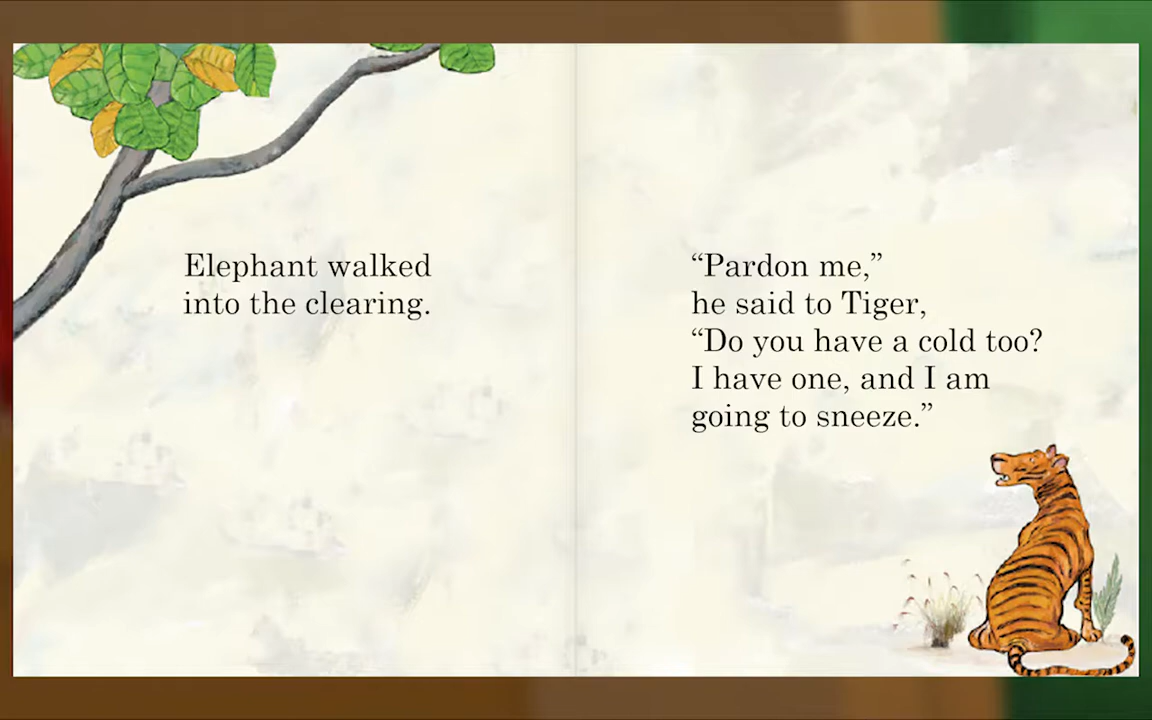 Elephant walked
into the clearing.
“Pardon me,”
he said to Tiger,
“Do you have a cold too?
I have one, and I am
going to sneeze.”